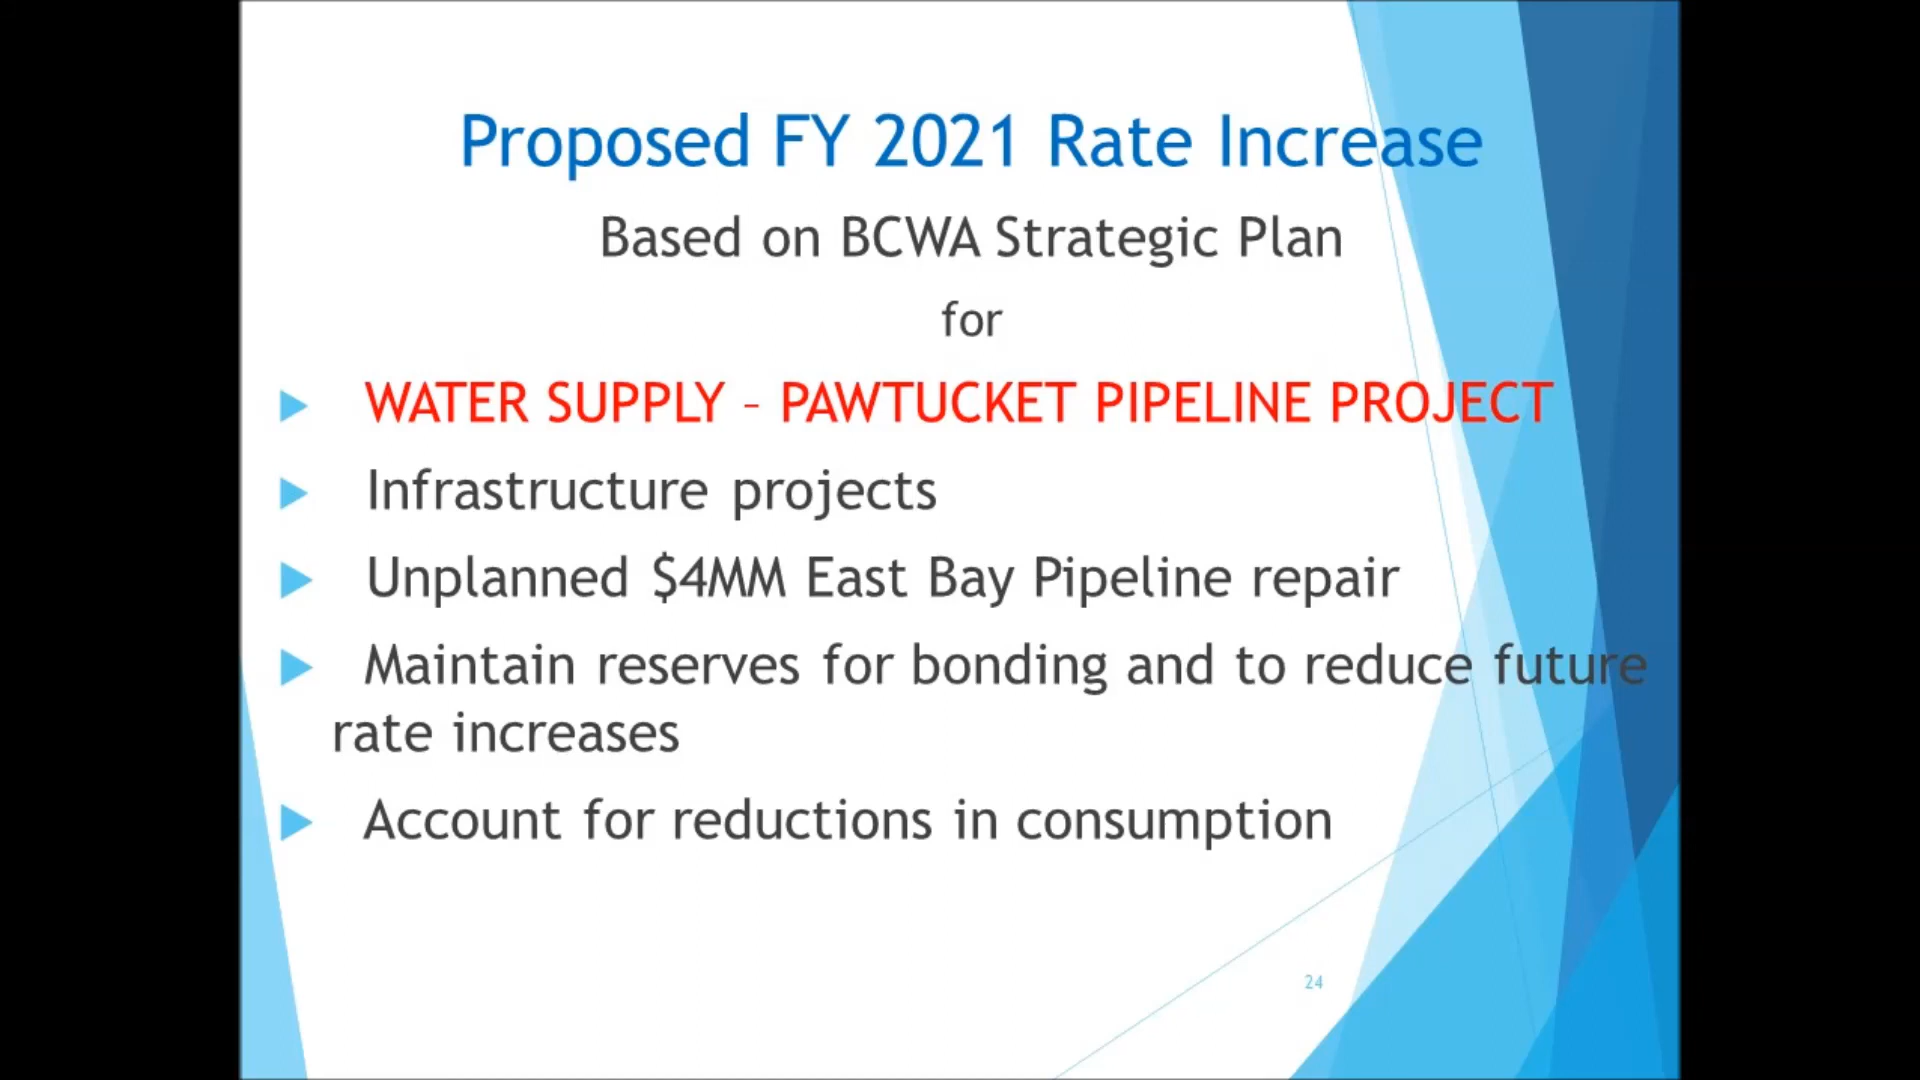 Proposed FY 2021 Rate Increase
Based on BCWA Strategic Plan
for
WATER SUPPLY – PAWTUCKET PIPELINE PROJECT
Infrastructure projects
Unplanned $4MM East Bay Pipeline repair
Maintain reserves for bonding and to reduce future
rate increases
Account for reductions in consumption
24